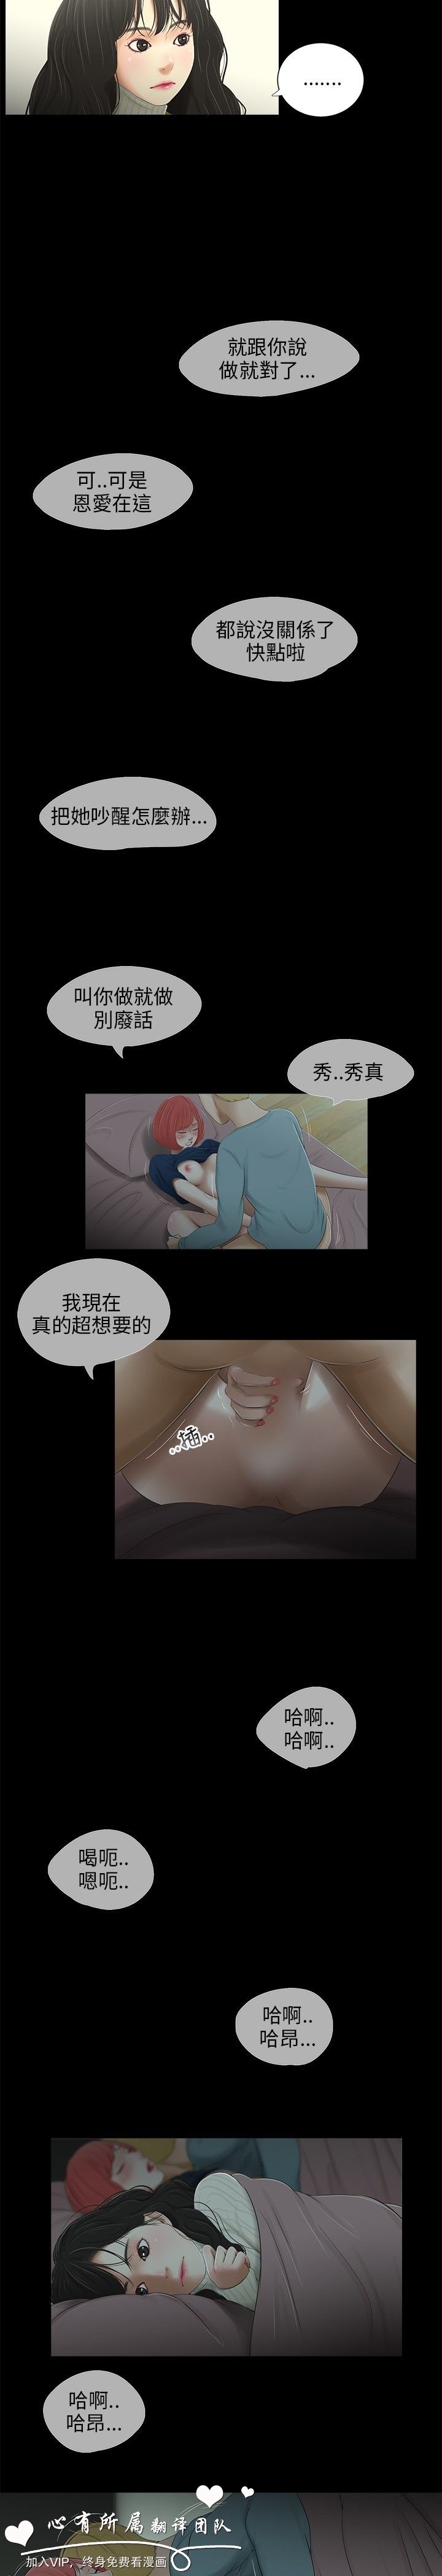 .......
就跟你說
做就對了...
可..可是
恩愛在這
都說沒關係了
快點啦
把她吵醒怎麼辦...
叫你做就做
別廢話
秀..秀真
我現在
真的超想要的
..插..
哈啊..
哈啊..
喝呃..
嗯呃..
哈啊..
哈昂...
哈啊..
哈昂...
心有所属翻译团队
加入VIP，终身免费看漫画